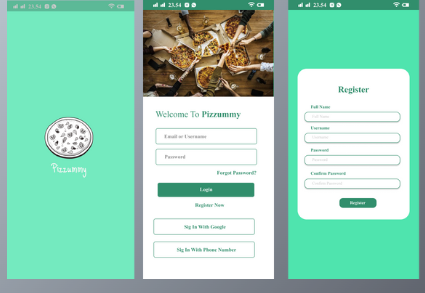 23.54
Pizzummy
23.54
Welcome To Pizzummy
Email or Username
Password
Forgot Password?
Login
Register Now
Sig In With Google
Sig In With Phone Number
23.54
Register
Full Name
Full Name
Username
Username
Password
Password
Confirm Password
Confirm Password
Register